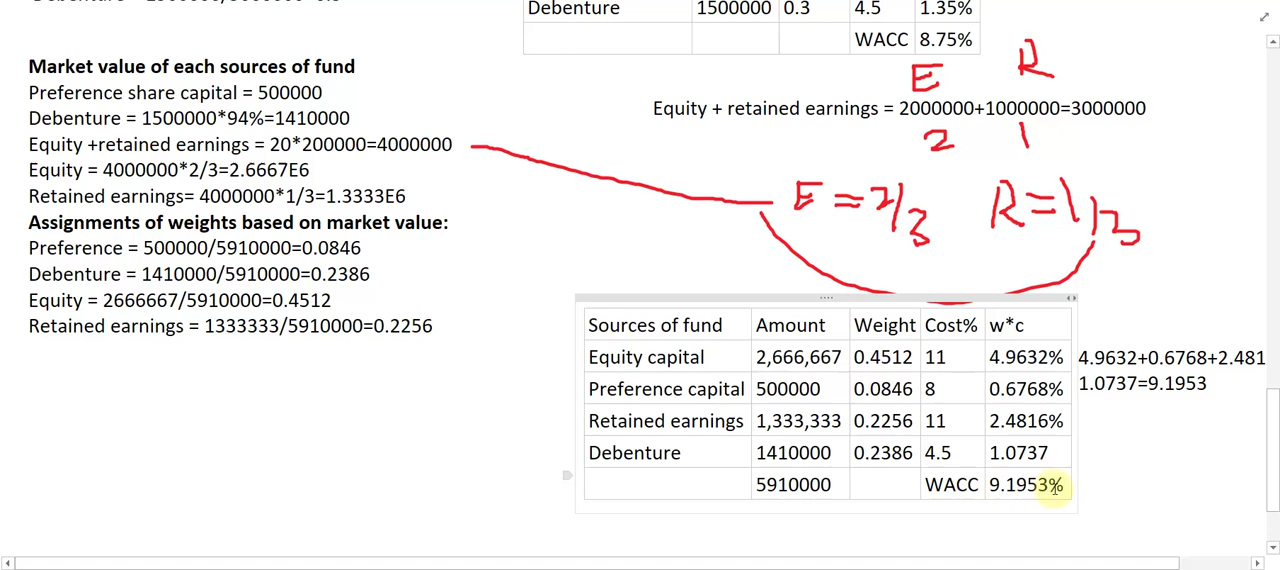 Debenture 1500000 0.3 4.5 1.35%
WACC 8.75%
Market value of each sources of fund
Preference share capital = 500000
Debenture = 1500000*94%=1410000
Equity +retained earnings = 20*200000=4000000
Equity = 4000000*2/3=2.6667E6
Retained earnings= 4000000*1/3=1.3333E6
Assignments of weights based on market value:
Preference = 500000/5910000=0.0846
Debenture = 1410000/5910000=0.2386
Equity = 2666667/5910000=0.4512
Retained earnings = 1333333/5910000=0.2256
E R
Equity + retained earnings = 2000000+1000000=3000000
2 1
E = 2/3 R = 1/3
Sources of fund Amount Weight Cost% w*c
Equity capital 2,666,667 0.4512 11 4.9632%
Preference capital 500000 0.0846 8 0.6768%
Retained earnings 1,333,333 0.2256 11 2.4816%
Debenture 1410000 0.2386 4.5 1.0737
5910000 WACC 9.1953%
4.9632+0.6768+2.481
1.0737=9.1953